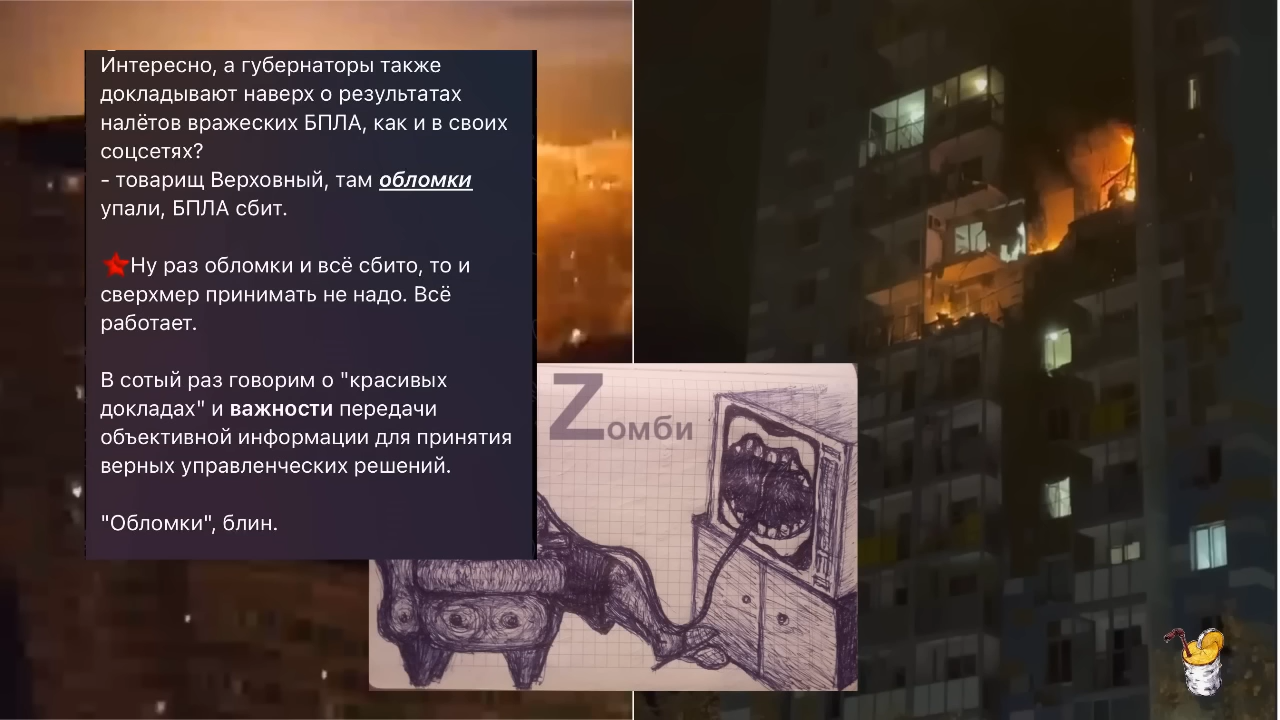 Интересно, а губернаторы также
докладывают наверх о результатах
налётов вражеских БПЛА, как и в своих
соцсетях?
- товарищ Верховный, там обломки
упали, БПЛА сбит.
Ну раз обломки и всё сбито, то и
сверхмер принимать не надо. Всё
работает.
В сотый раз говорим о "красивых
докладах" и важности передачи
объективной информации для принятия
верных управленческих решений.
"Обломки", блин.
Zомби